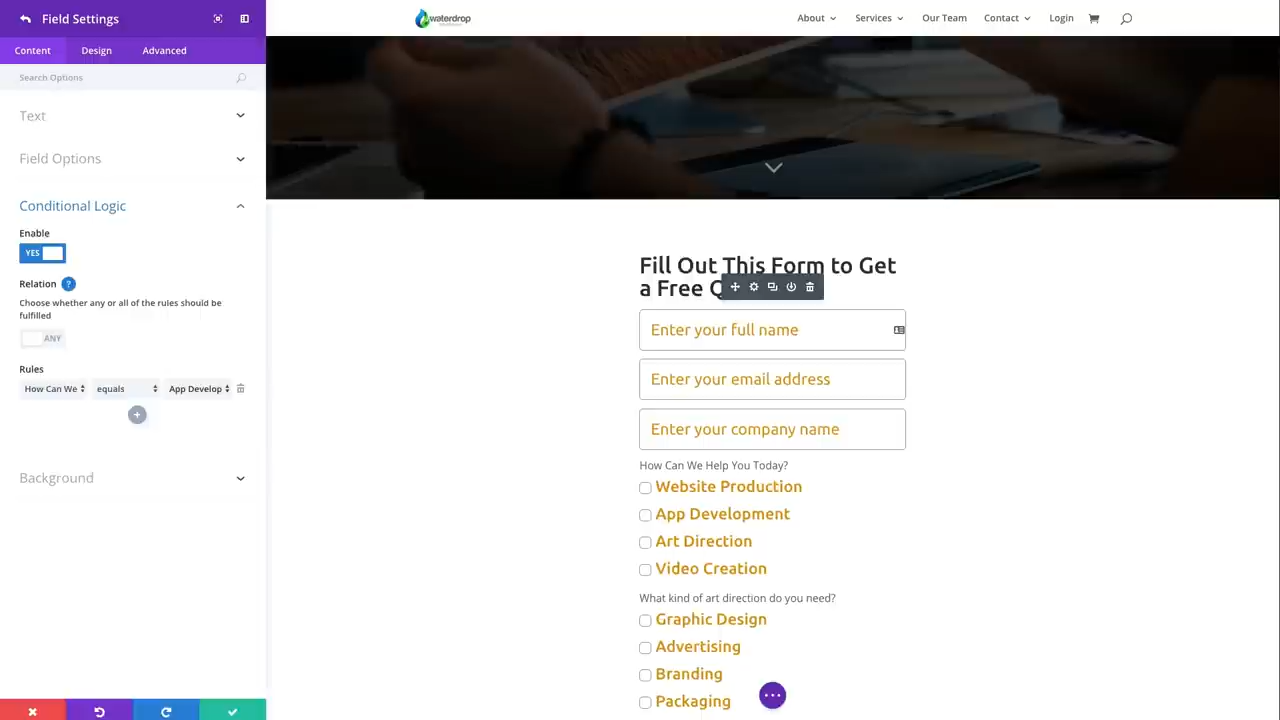 Field Settings
Content Design Advanced
Search Options
Text
Field Options
Conditional Logic
Enable
YES
Relation ?
Choose whether any or all of the rules should be
fulfilled
ANY
Rules
How Can We equals App Develop
Background
waterdrop
About Services Our Team Contact Login
Fill Out This Form to Get
a Free Q
Enter your full name
Enter your email address
Enter your company name
How Can We Help You Today?
Website Production
App Development
Art Direction
Video Creation
What kind of art direction do you need?
Graphic Design
Advertising
Branding
Packaging